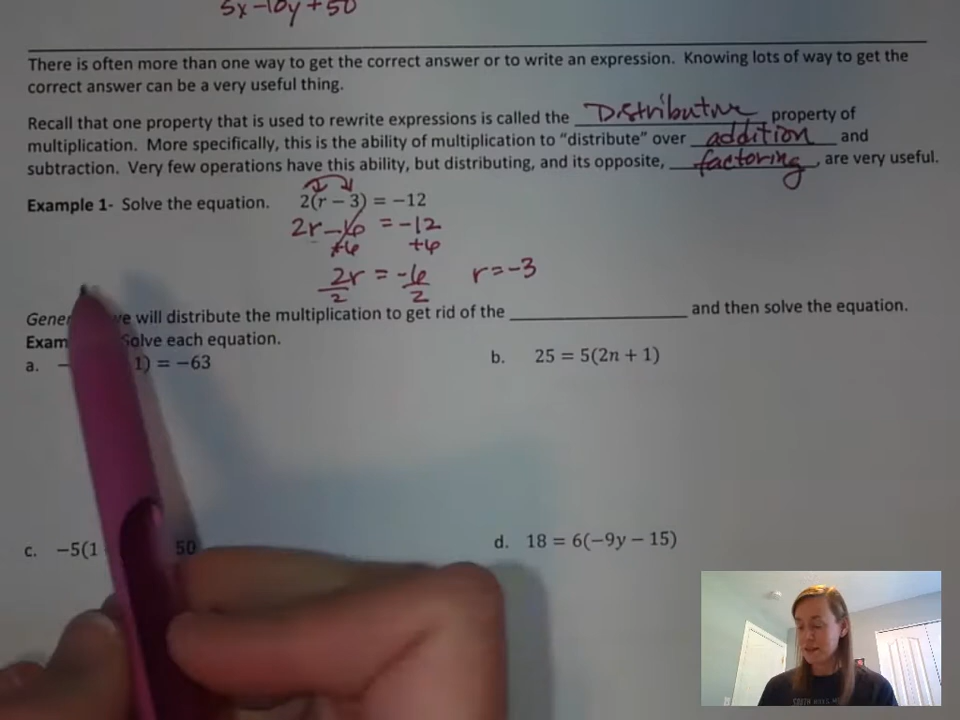 5x-10y+50
There is often more than one way to get the correct answer or to write an expression. Knowing lots of way to get the
correct answer can be a very useful thing.
Recall that one property that is used to rewrite expressions is called the Distributive property of
multiplication. More specifically, this is the ability of multiplication to “distribute” over addition and
subtraction. Very few operations have this ability, but distributing, and its opposite, factoring, are very useful.
Example 1- Solve the equation. 2(r − 3) = −12
2r-6 = -12
+6 +6
2r = -6 r=-3
2 2
we will distribute the multiplication to get rid of the ____ and then solve the equation.
Solve each equation.
a. − 1) = −63 b. 25 = 5(2n + 1)
c. −5(1 50 d. 18 = 6(−9y − 15)